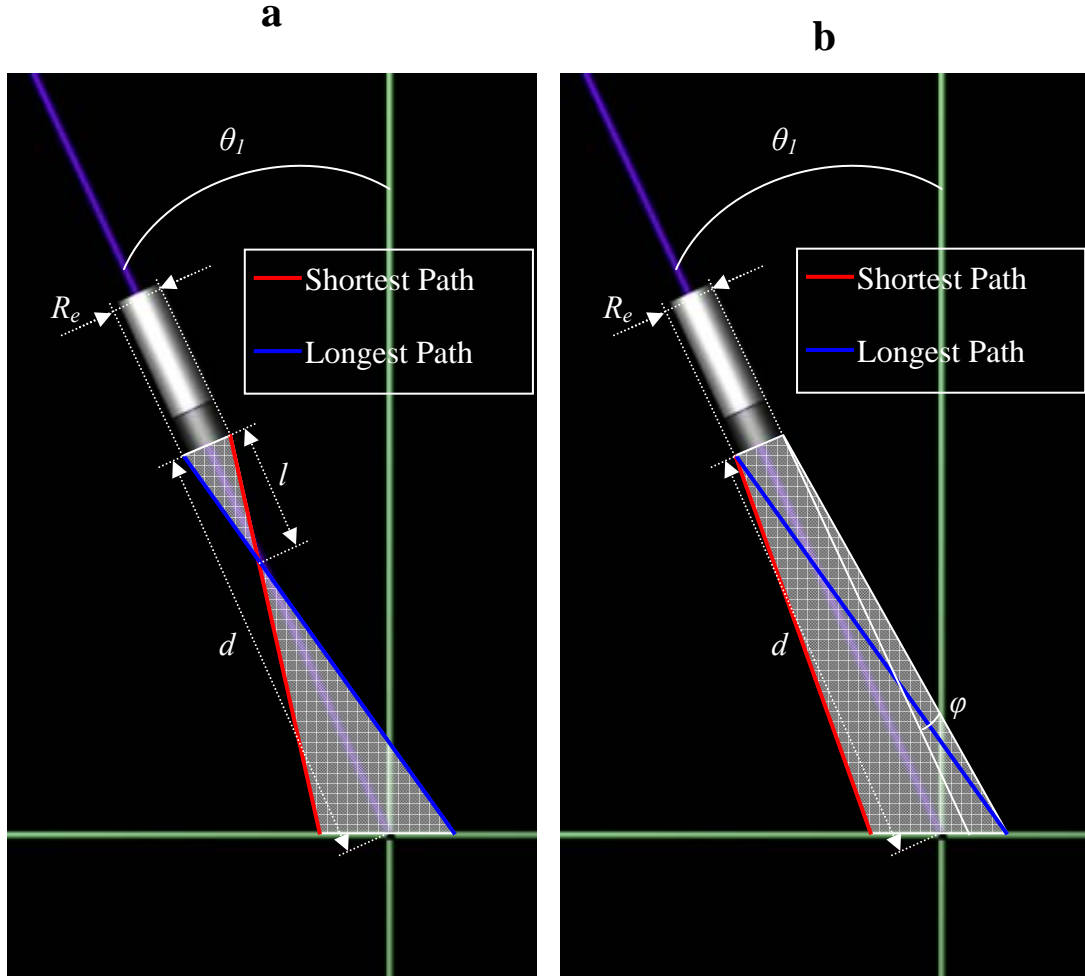 a
b
θ1
Re
Shortest Path
Longest Path
l
d
θ1
Re
Shortest Path
Longest Path
d
φ